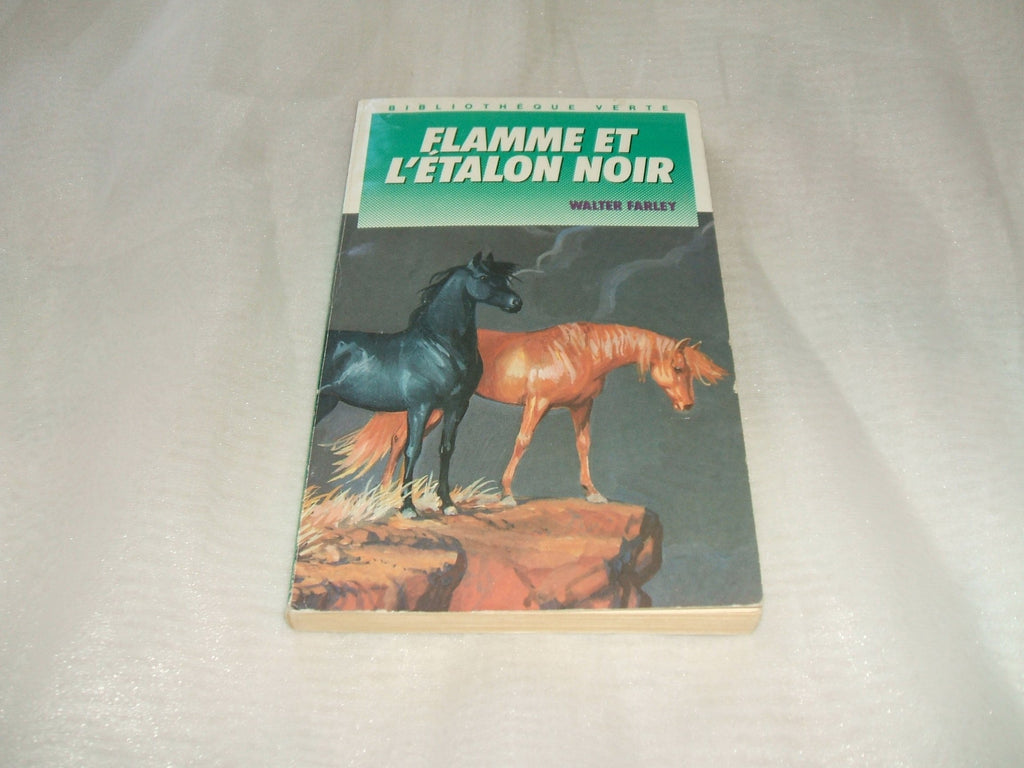 BIBLIOTHÈQUE VERTE
FLAMME ET
L'ÉTALON NOIR
WALTER FARLEY